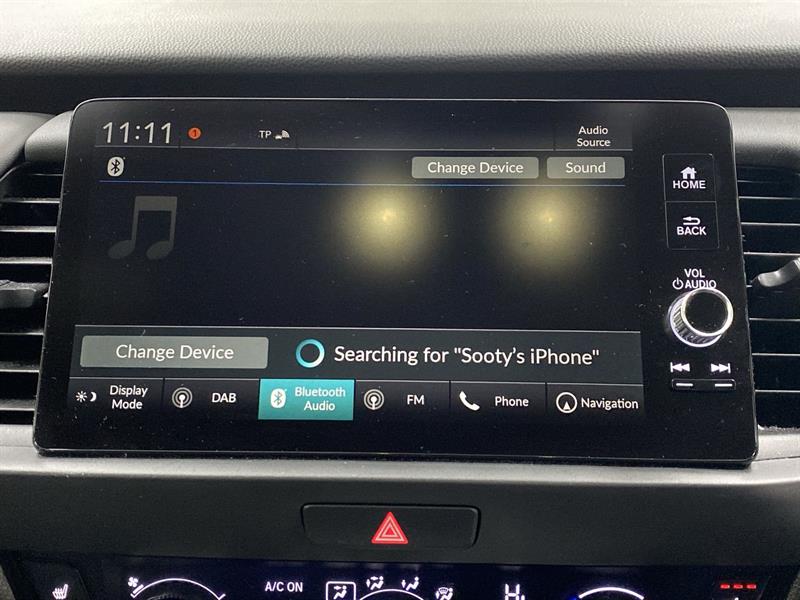 11:11
1
TP
Audio
Source
Change Device
Sound
HOME
BACK
VOL
AUDIO
Change Device
Searching for "Sooty's iPhone"
Display
Mode
DAB
Bluetooth
Audio
FM
Phone
Navigation
A/C ON